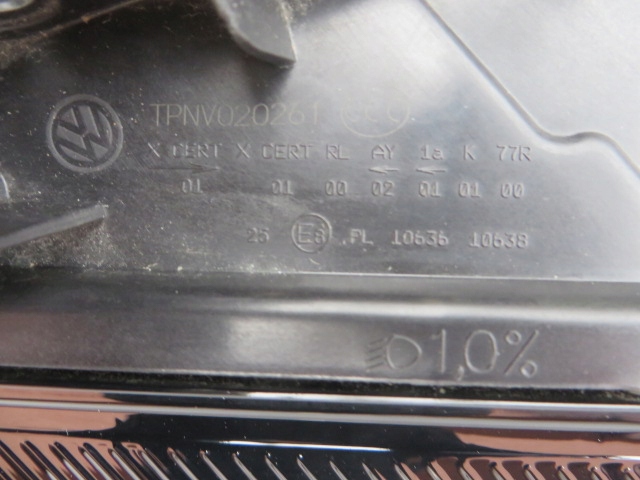 TPNV020261
X CERT X CERT RL AY 1a K 77R
01 01 00 02 01 01 00
25 E8 PL 10636 10638
1,0%